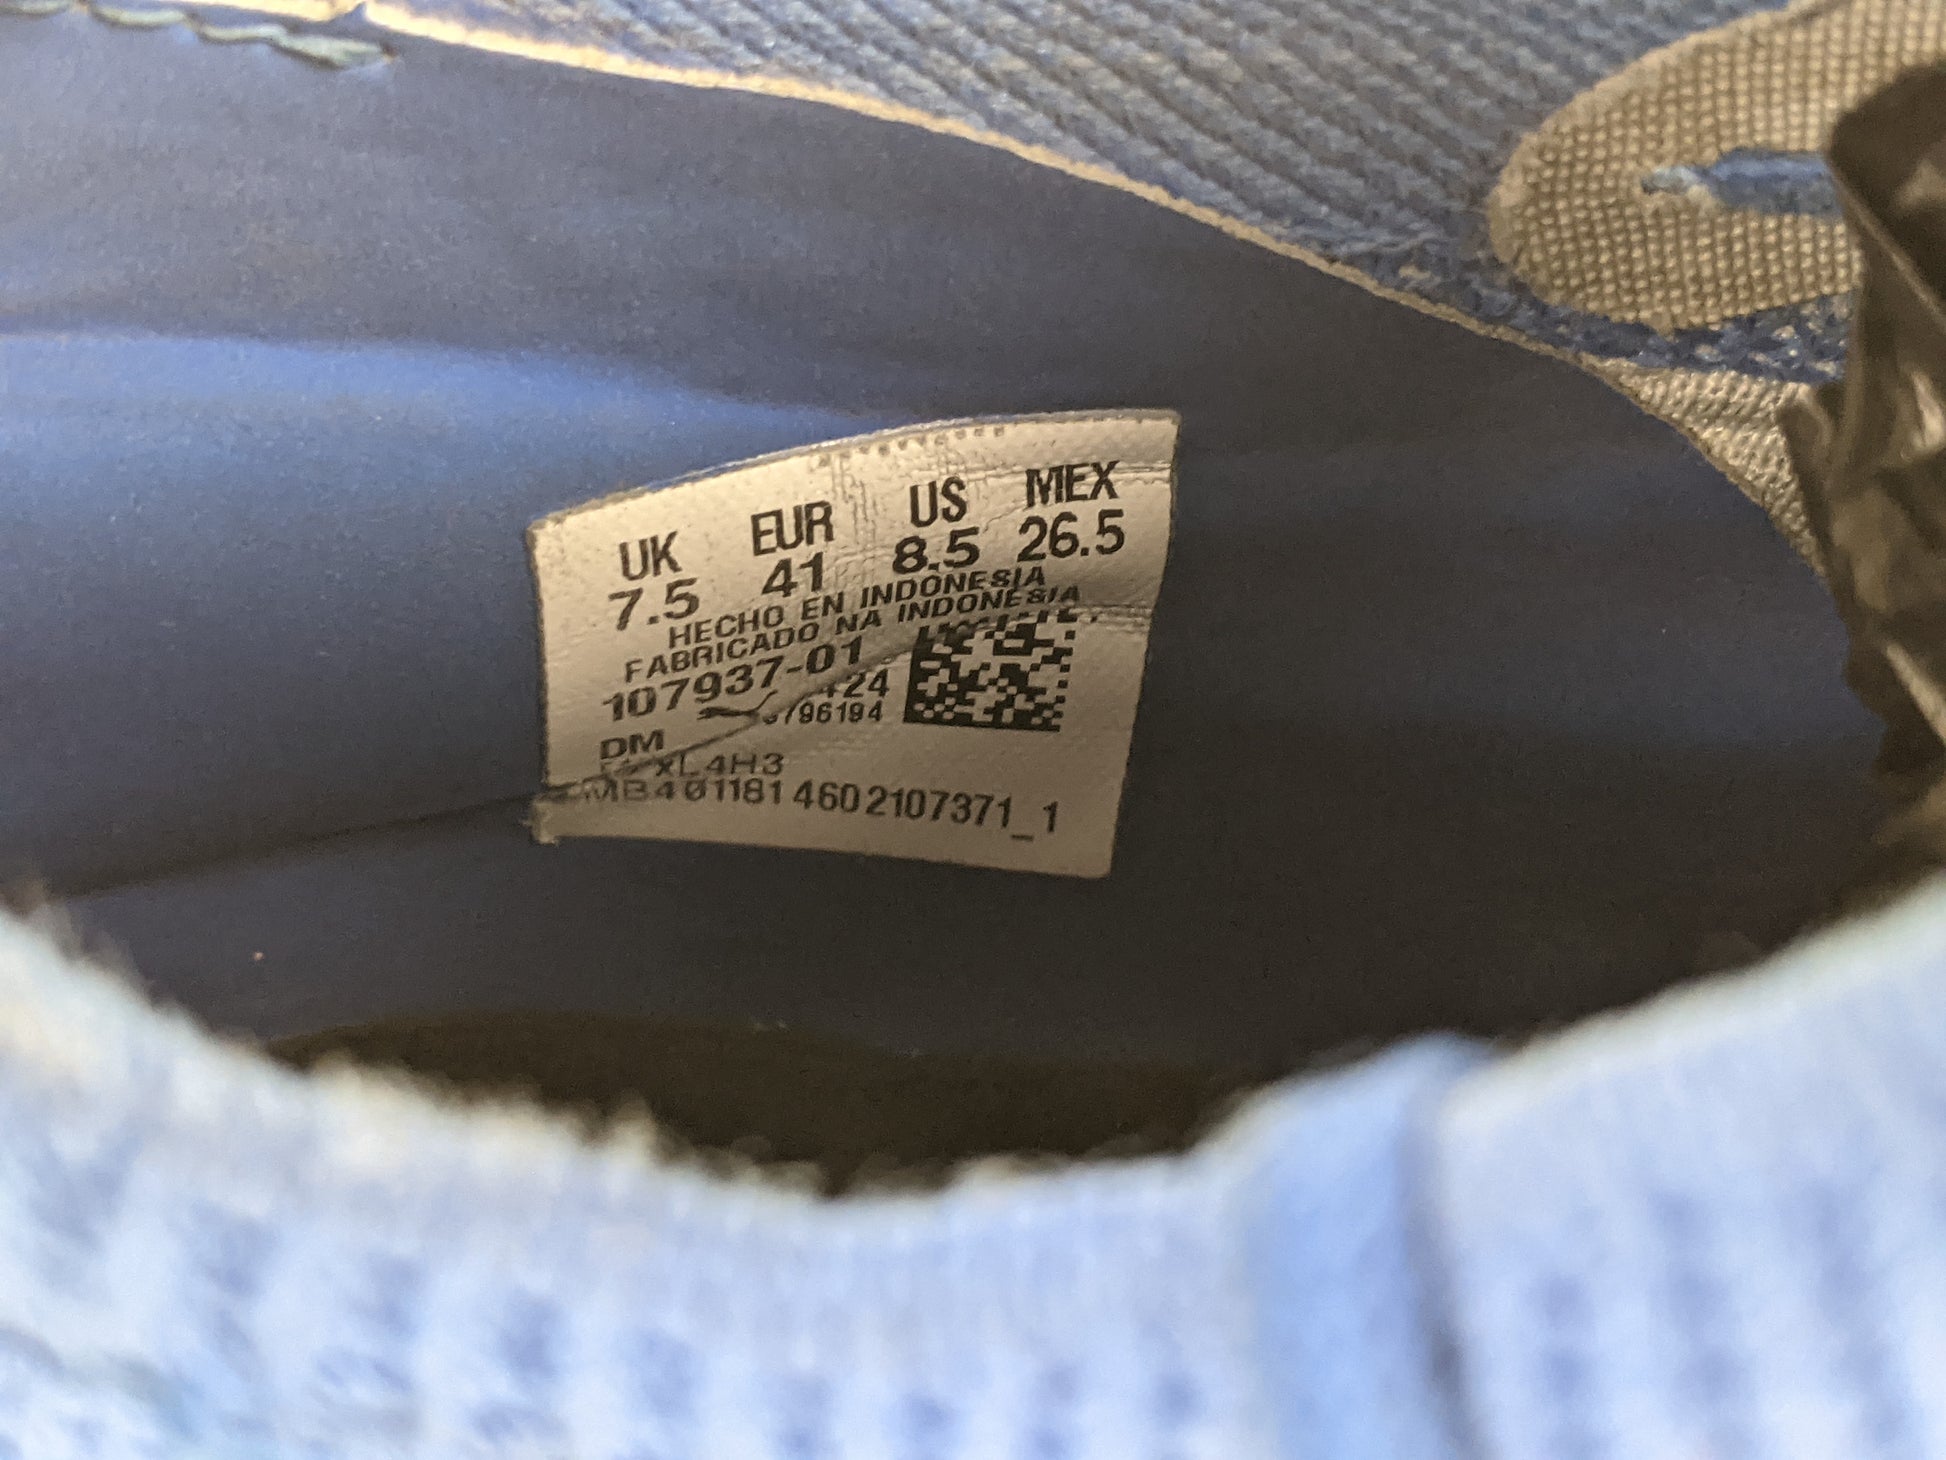 UK EUR US MEX
7.5 41 8.5 26.5
HECHO EN INDONESIA
FABRICADO NA INDONESIA
107937-01
DM
MB4011814602107371_1